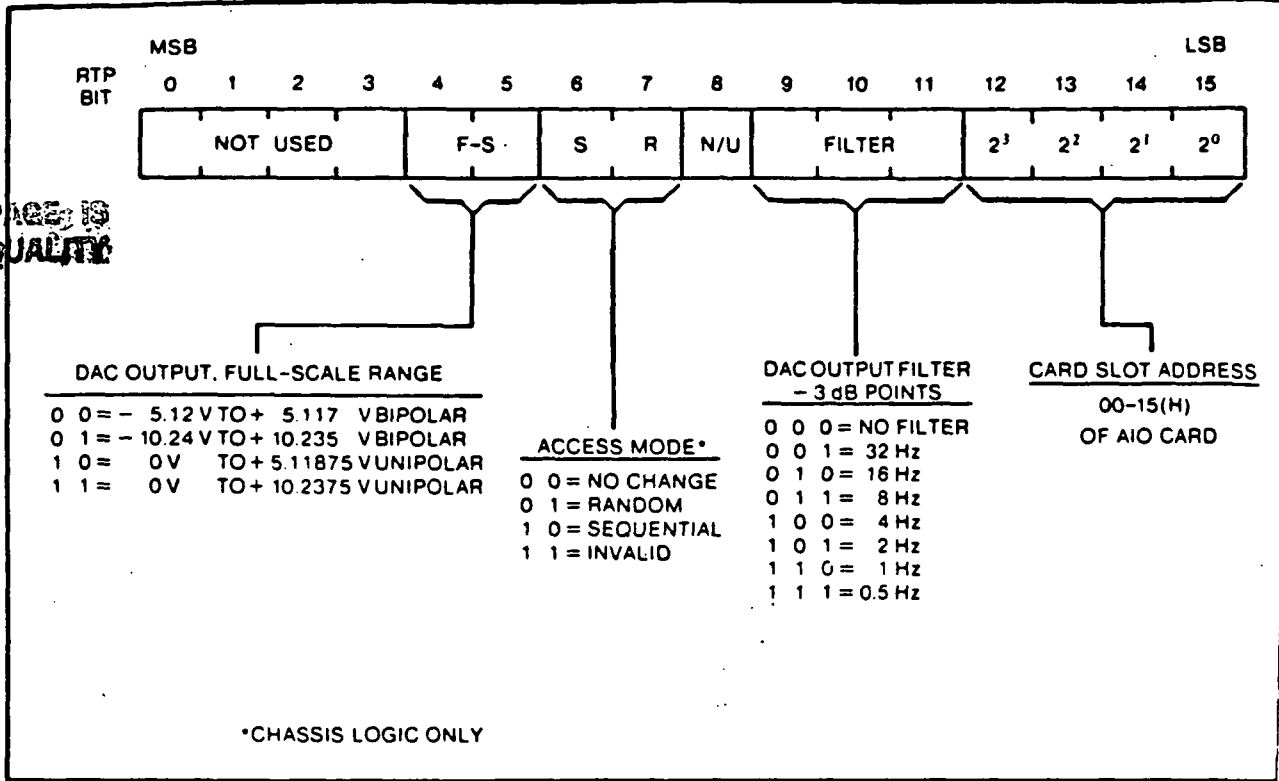 MSB LSB
RTP BIT 0 1 2 3 4 5 6 7 8 9 10 11 12 13 14 15
NOT USED F-S S R N/U FILTER 2³ 2² 2¹ 2⁰
IS
DAC OUTPUT, FULL-SCALE RANGE
0 0 = - 5.12 V TO + 5.117 V BIPOLAR
0 1 = - 10.24 V TO + 10.235 V BIPOLAR
1 0 = 0V TO + 5.11875 V UNIPOLAR
1 1 = 0V TO + 10.2375 V UNIPOLAR
ACCESS MODE*
0 0 = NO CHANGE
0 1 = RANDOM
1 0 = SEQUENTIAL
1 1 = INVALID
DAC OUTPUT FILTER
- 3 dB POINTS
0 0 0 = NO FILTER
0 0 1 = 32 Hz
0 1 0 = 16 Hz
0 1 1 = 8 Hz
1 0 0 = 4 Hz
1 0 1 = 2 Hz
1 1 0 = 1 Hz
1 1 1 = 0.5 Hz
CARD SLOT ADDRESS
00-15(H)
OF AIO CARD
*CHASSIS LOGIC ONLY